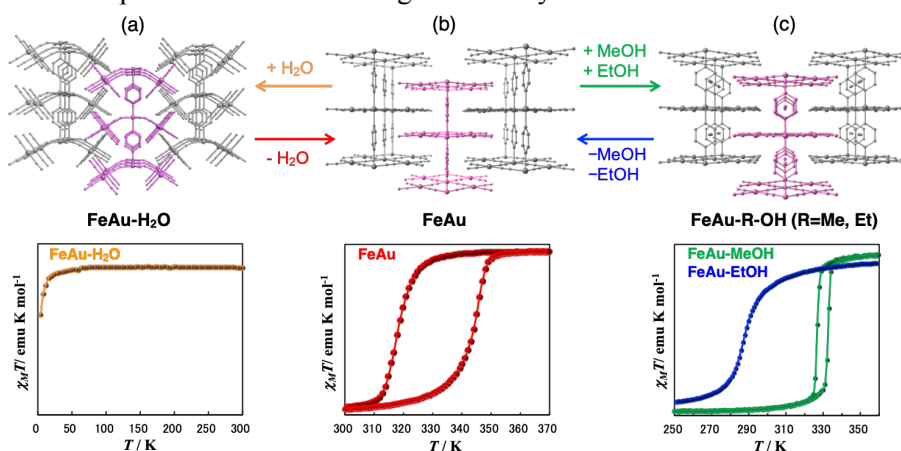 (a) (b) (c)
+ H₂O
- H₂O
+ MeOH
+ EtOH
–MeOH
–EtOH
FeAu-H₂O FeAu FeAu-R-OH (R=Me, Et)
FeAu-H₂O
χMT/ emu K mol⁻¹
0 50 100 150 200 250 300
T / K
FeAu
χMT/ emu K mol⁻¹
300 320 330 340 350 360 370
T / K
FeAu-MeOH
FeAu-EtOH
χMT/ emu K mol⁻¹
250 270 290 310 330 350
T / K